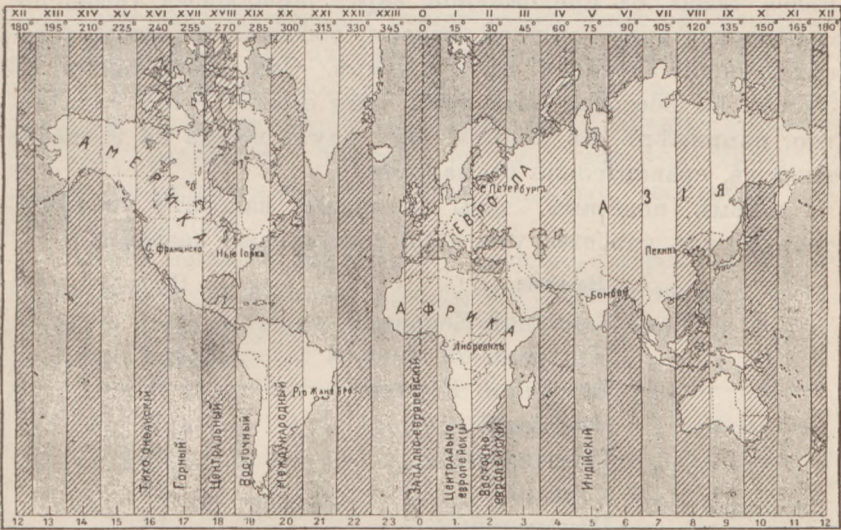 XII XIII XIV XV XVI XVII XVIII XIX XX XXI XXII XXIII 0 I II III IV V VI VII VIII IX X XI XII
180° 195° 210° 225° 240° 255° 270° 285° 300° 315° 330° 345° 0° 15° 30° 45° 60° 75° 90° 105° 120° 135° 150° 165° 180°
АМЕРИКА
ЕВРОПА
АЗІЯ
С. Петербургъ
С. Франциско
Нью Іоркъ
Пекинъ
Бомбей
АФРИКА
Либревиль
Ріо Жанейро
Тихо океанскій
Горный
Центральный
Восточный
Международный
Западно-европейскій
Центрально
европейскій
Восточно
европейскій
Индійскій
12 13 14 15 16 17 18 19 20 21 22 23 0 1 2 3 4 5 6 7 8 9 10 11 12